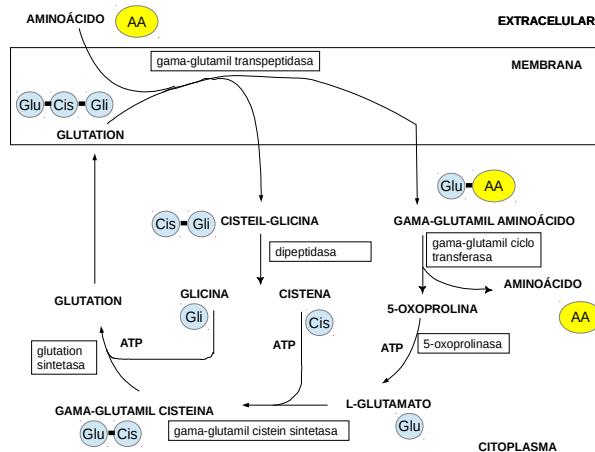 AMINOÁCIDO
AA
EXTRACELULAR
gama-glutamil transpeptidasa
MEMBRANA
Glu Cis Gli
GLUTATION
Glu AA
Cis Gli
CISTEIL-GLICINA
GAMA-GLUTAMIL AMINOÁCIDO
dipeptidasa
gama-glutamil ciclo
transferasa
AMINOÁCIDO
AA
GLUTATION
GLICINA
Gli
CISTENA
Cis
5-OXOPROLINA
ATP
ATP
ATP
5-oxoprolinasa
glutation
sintetasa
GAMA-GLUTAMIL CISTEINA
Glu Cis
gama-glutamil cistein sintetasa
L-GLUTAMATO
Glu
CITOPLASMA